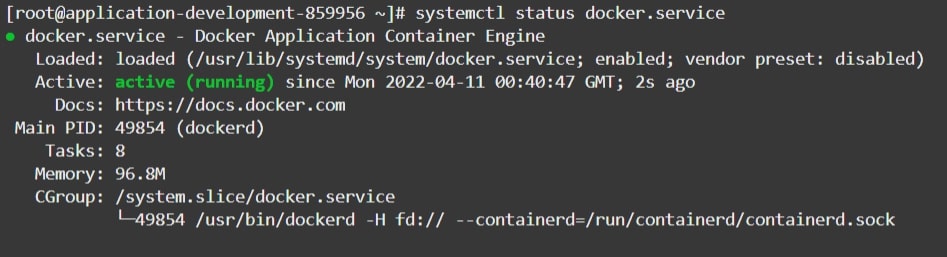 [root@application-development-859956 ~]# systemctl status docker.service
● docker.service - Docker Application Container Engine
Loaded: loaded (/usr/lib/systemd/system/docker.service; enabled; vendor preset: disabled)
Active: active (running) since Mon 2022-04-11 00:40:47 GMT; 2s ago
Docs: https://docs.docker.com
Main PID: 49854 (dockerd)
Tasks: 8
Memory: 96.8M
CGroup: /system.slice/docker.service
└─49854 /usr/bin/dockerd -H fd:// --containerd=/run/containerd/containerd.sock